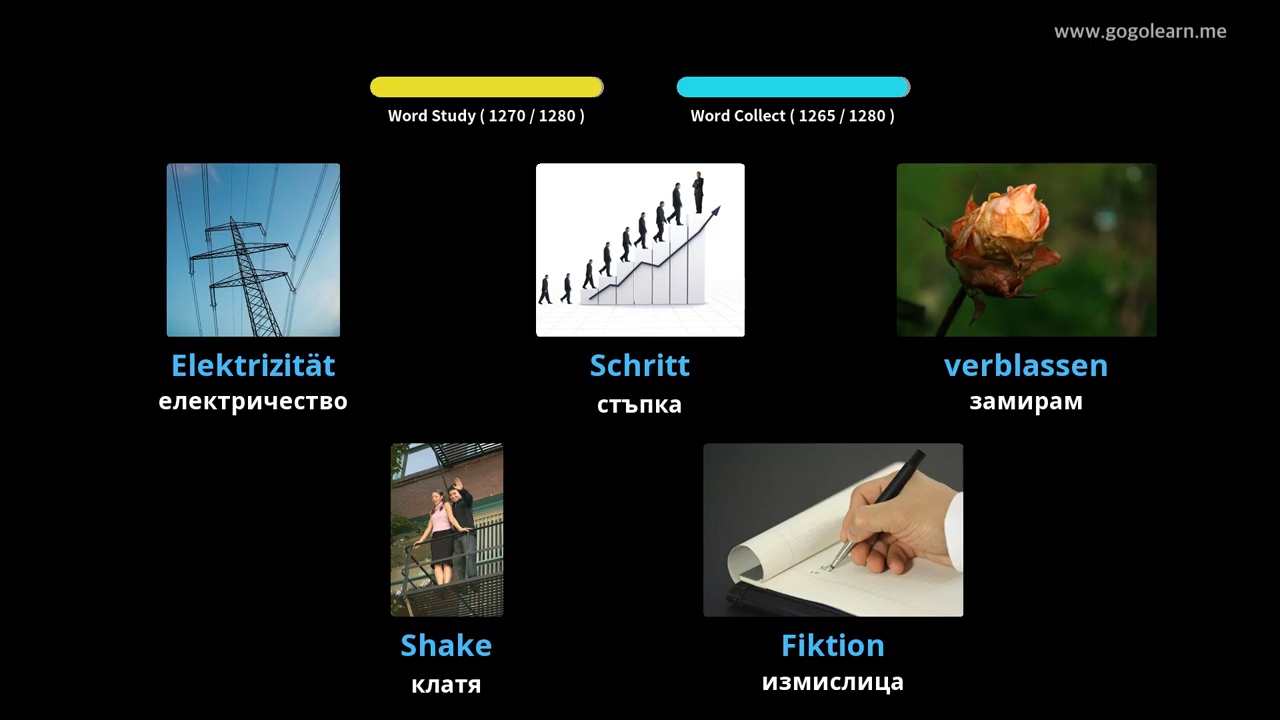 www.gogolearn.me
Word Study ( 1270 / 1280 )
Word Collect ( 1265 / 1280 )
Elektrizität
електричество
Schritt
стъпка
verblassen
замирам
Shake
клатя
Fiktion
измислица